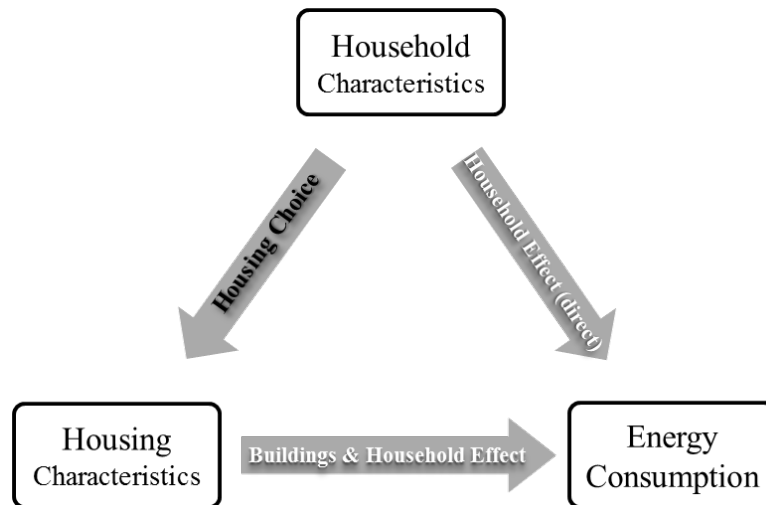 Household
Characteristics
Housing Choice
Household Effect (direct)
Housing
Characteristics
Buildings & Household Effect
Energy
Consumption